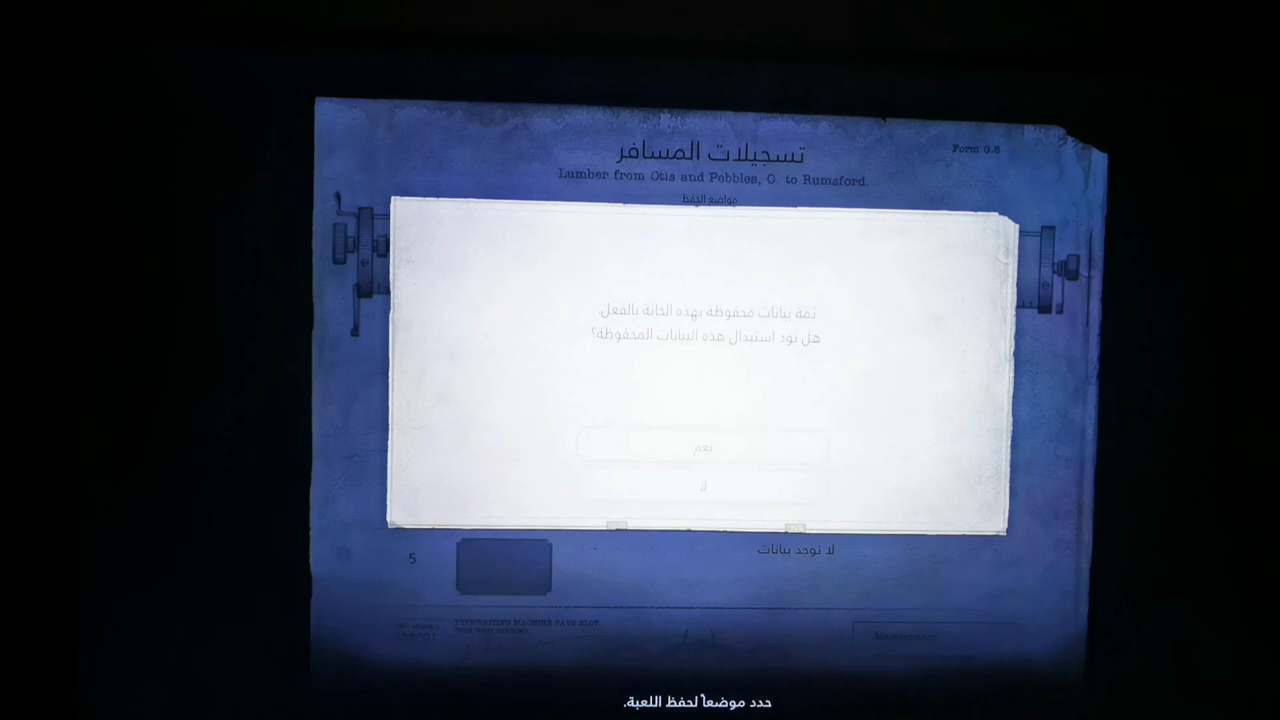 تسجيلات المسافر
Form G.6
Lumber from Otis and Pebbles, O. to Rumsford.
مواضع الحفظ
ثمة بيانات محفوظة بهذه الخانة بالفعل.
هل تود استبدال هذه البيانات المحفوظة؟
نعم
لا
5
لا توجد بيانات
TYPEWRITING MACHINE SAVE SLOT
حدد موضعاً لحفظ اللعبة.